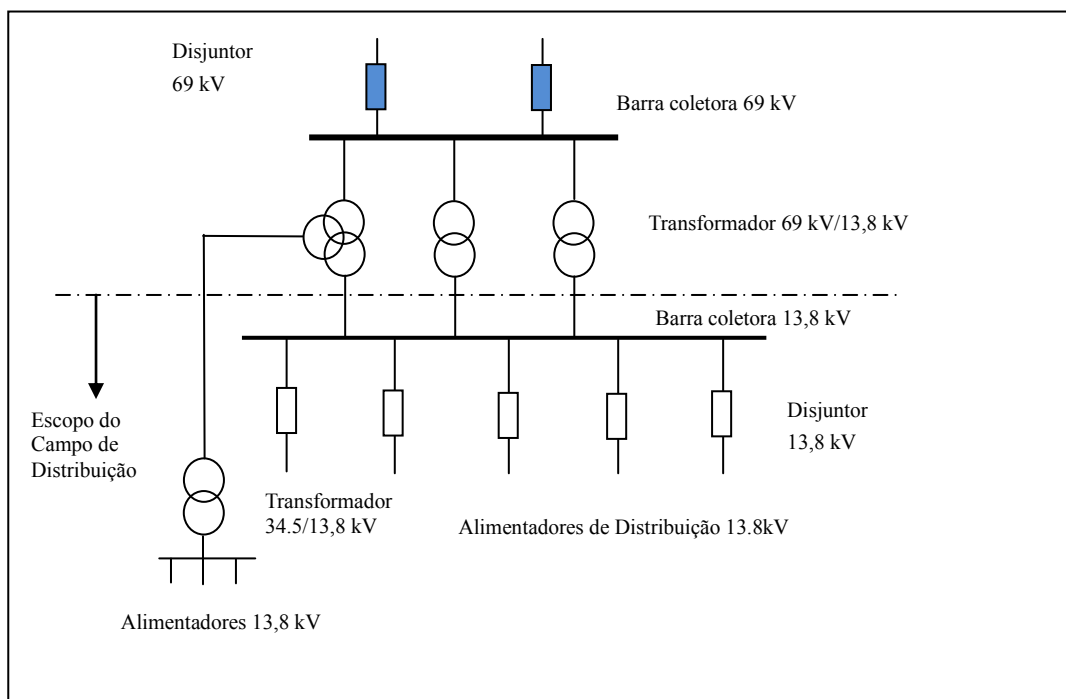 Disjuntor
69 kV
Barra coletora 69 kV
Transformador 69 kV/13,8 kV
Barra coletora 13,8 kV
Disjuntor
13,8 kV
Escopo do
Campo de
Distribuição
Transformador
34.5/13,8 kV
Alimentadores de Distribuição 13.8kV
Alimentadores 13,8 kV